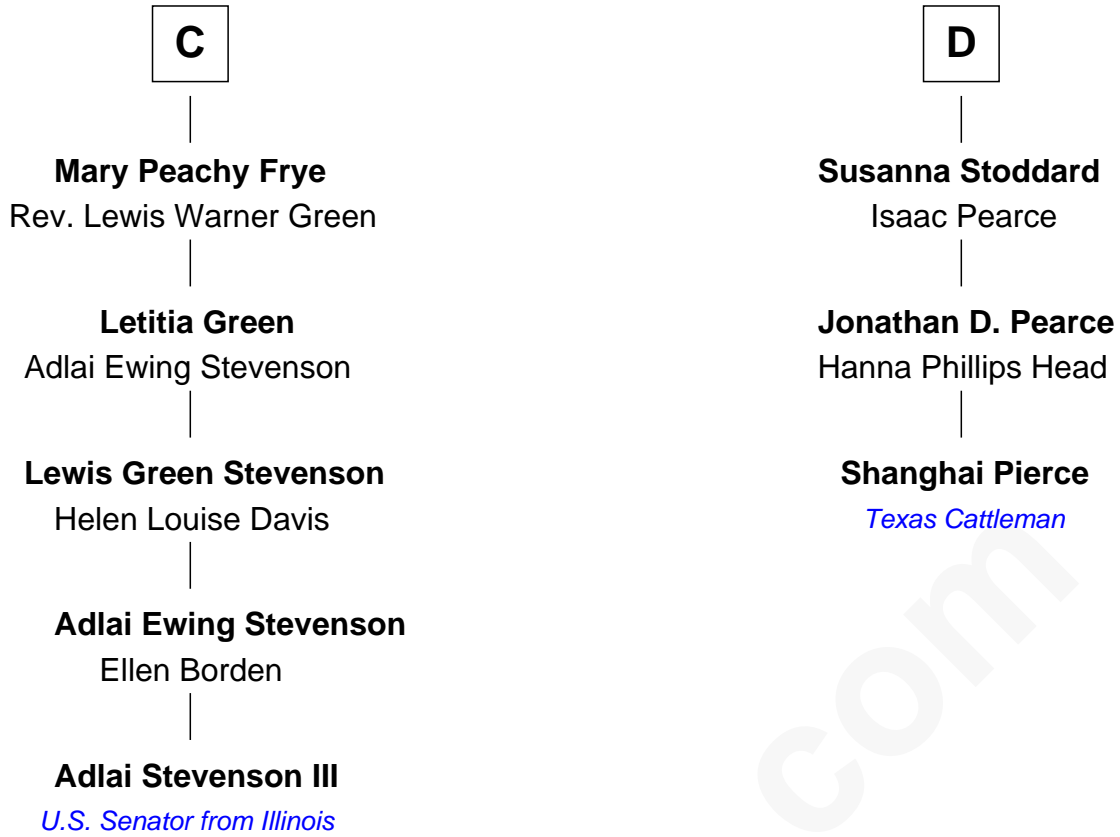 C
Mary Peachy Frye
Rev. Lewis Warner Green
Letitia Green
Adlai Ewing Stevenson
Lewis Green Stevenson
Helen Louise Davis
Adlai Ewing Stevenson
Ellen Borden
Adlai Stevenson III
U.S. Senator from Illinois
D
Susanna Stoddard
Isaac Pearce
Jonathan D. Pearce
Hanna Phillips Head
Shanghai Pierce
Texas Cattleman
com